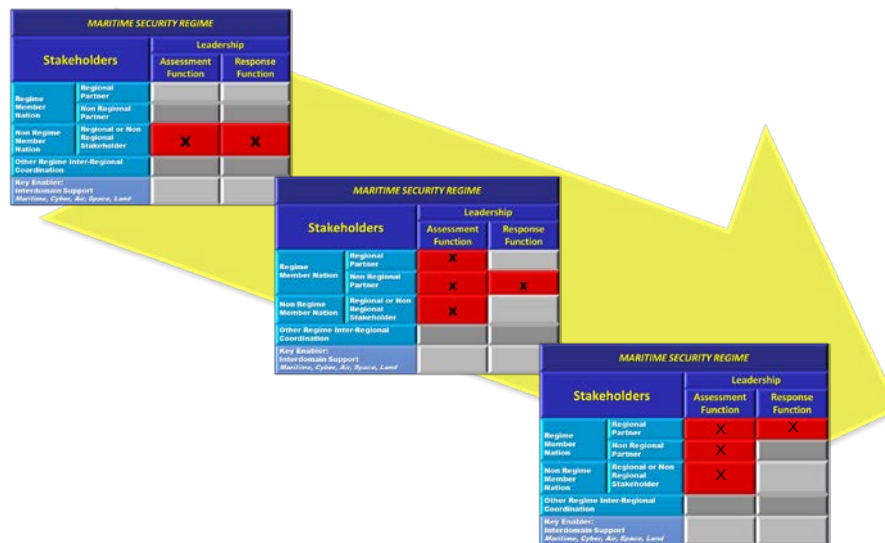 MARITIME SECURITY REGIME
Stakeholders
Leadership
Assessment
Function
Response
Function
Regime
Member
Nation
Regional
Partner
Non Regional
Partner
Non Regime
Member
Nation
Regional or Non
Regional
Stakeholder
X X
Other Regime Inter-Regional
Coordination
Key Enabler:
Interdomain Support
Maritime, Cyber, Air, Space, Land
MARITIME SECURITY REGIME
Stakeholders
Leadership
Assessment
Function
Response
Function
Regime
Member Nation
Regional
Partner
X
Non Regional
Partner
X X
Non Regime
Member Nation
Regional or Non
Regional
Stakeholder
X
Other Regime Inter-Regional
Coordination
Key Enabler:
Interdomain Support
Maritime, Cyber, Air, Space, Land
MARITIME SECURITY REGIME
Stakeholders
Leadership
Assessment
Function
Response
Function
Regime
Member
Nation
Regional
Partner
X X
Non Regional
Partner
X
Non Regime
Member
Nation
Regional or Non
Regional
Stakeholder
X
Other Regime Inter-Regional
Coordination
Key Enabler:
Interdomain Support
Maritime, Cyber, Air, Space, Land